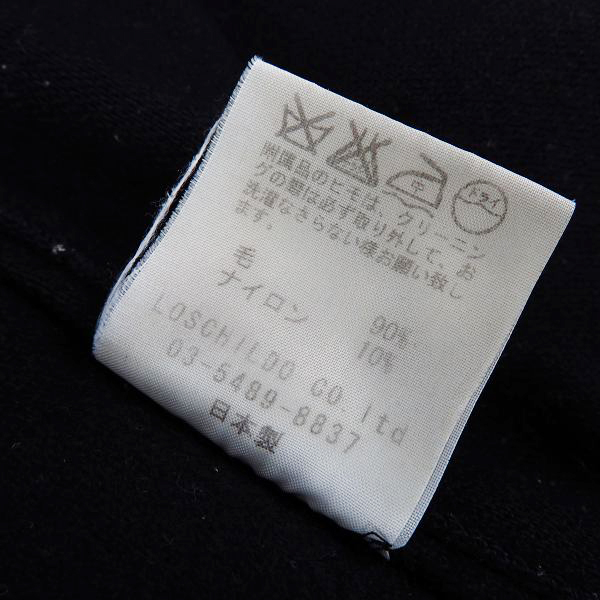 中 ドライ
附属品のヒモは、クリーニン
グの際は必ず取り外して、お
洗濯なさらない様お願い致し
ます。
毛 90%
ナイロン 10%
LOSCHILDO CO.ltd
03-5489-8837
日本製